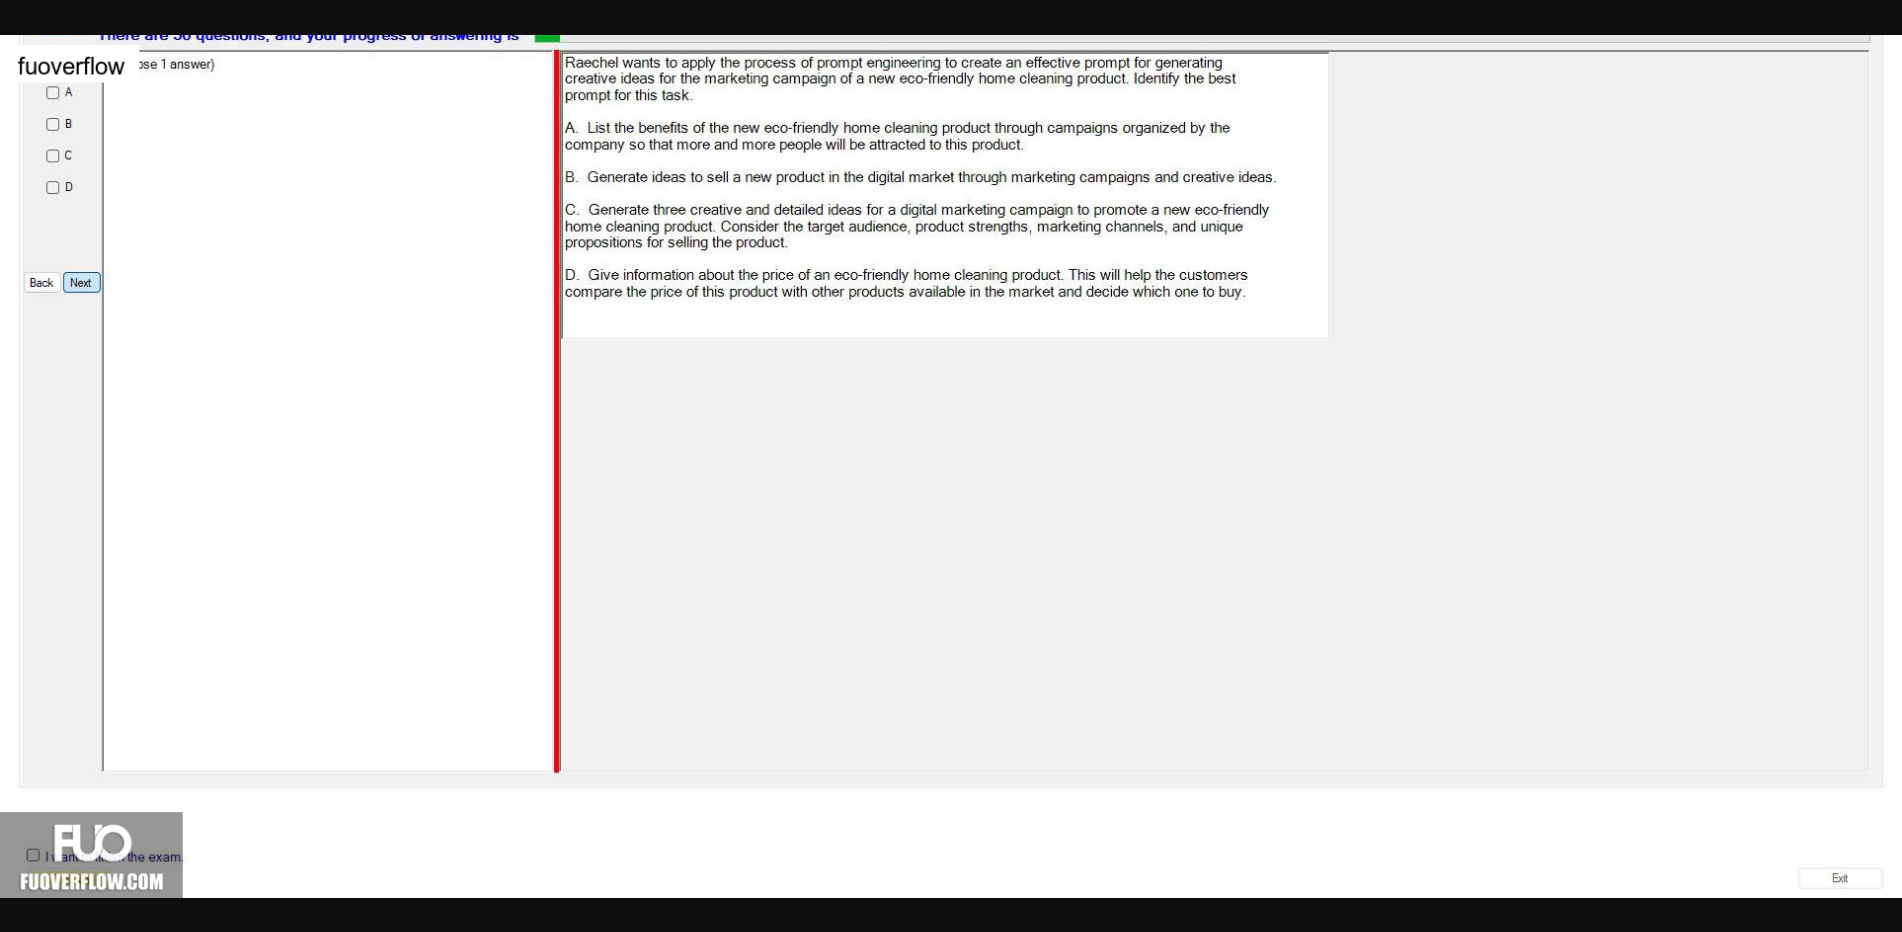 There are 50 questions, and your progress of answering is
fuoverflow
ose 1 answer)
A
B
C
D
Back
Next
Raechel wants to apply the process of prompt engineering to create an effective prompt for generating
creative ideas for the marketing campaign of a new eco-friendly home cleaning product. Identify the best
prompt for this task.
A. List the benefits of the new eco-friendly home cleaning product through campaigns organized by the
company so that more and more people will be attracted to this product.
B. Generate ideas to sell a new product in the digital market through marketing campaigns and creative ideas.
C. Generate three creative and detailed ideas for a digital marketing campaign to promote a new eco-friendly
home cleaning product. Consider the target audience, product strengths, marketing channels, and unique
propositions for selling the product.
D. Give information about the price of an eco-friendly home cleaning product. This will help the customers
compare the price of this product with other products available in the market and decide which one to buy.
FUO
I want the exam.
FUOVERFLOW.COM
Exit